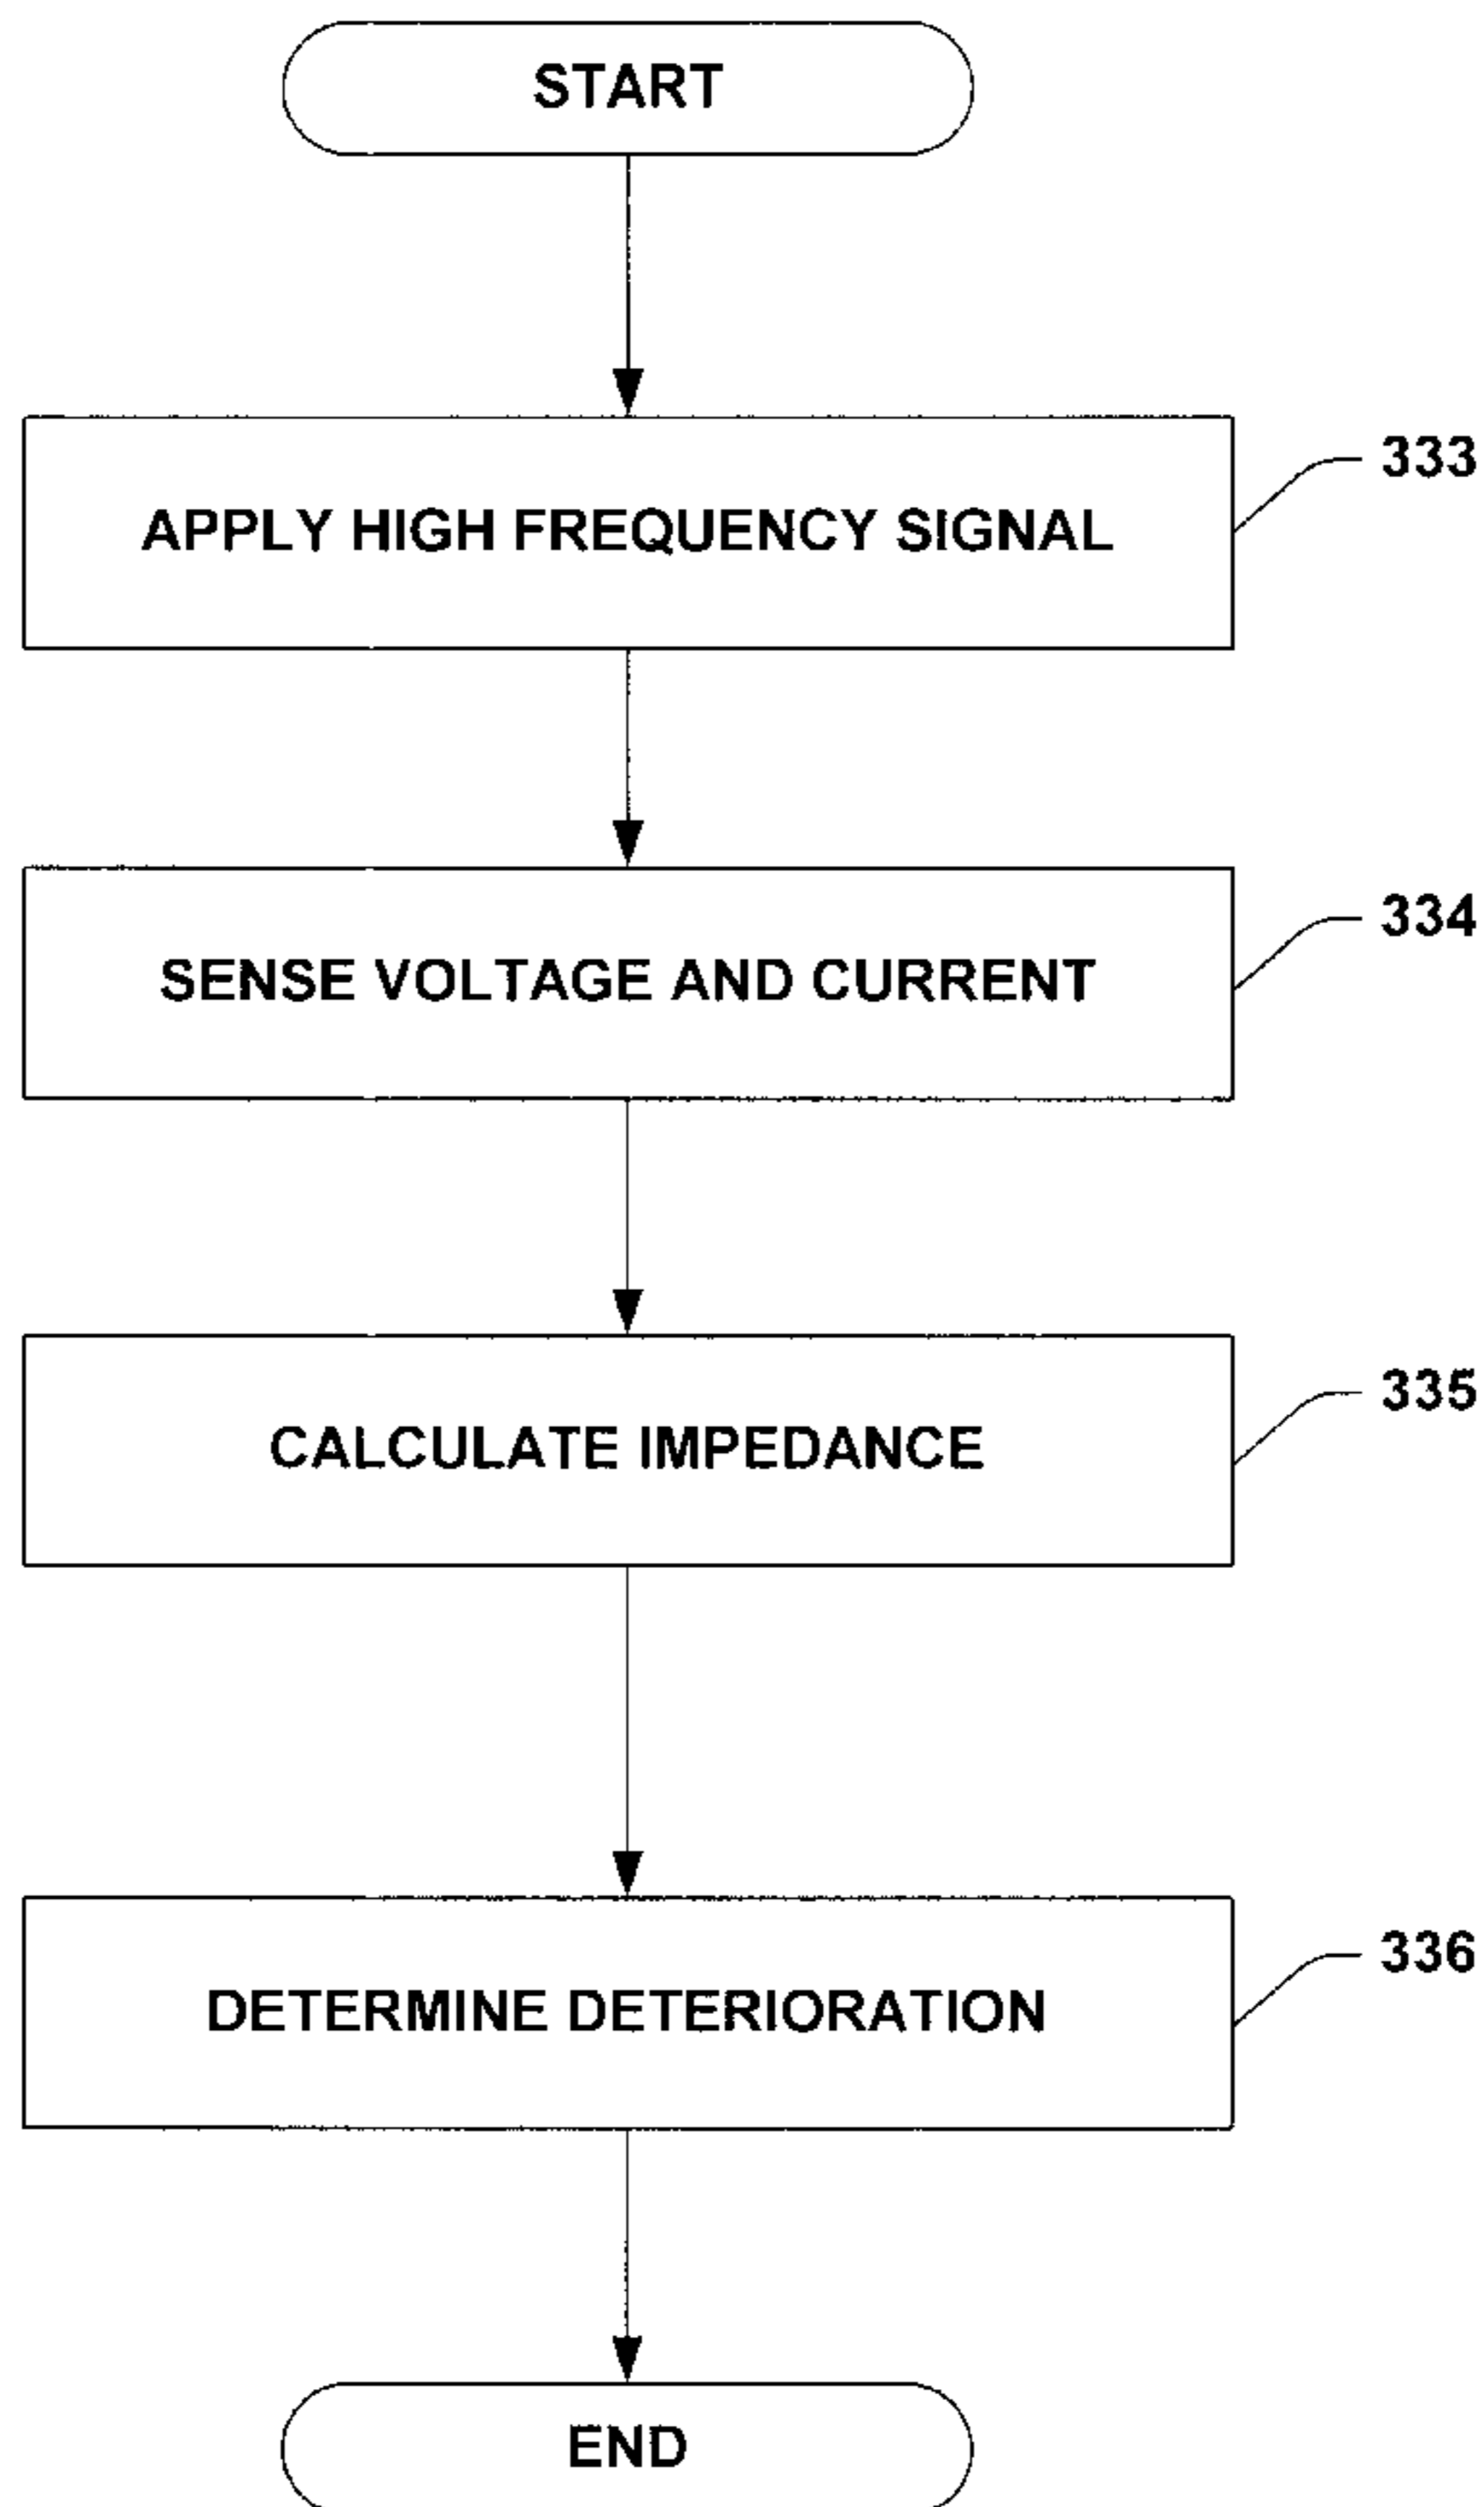 START
APPLY HIGH FREQUENCY SIGNAL
333
SENSE VOLTAGE AND CURRENT
334
CALCULATE IMPEDANCE
335
DETERMINE DETERIORATION
336
END